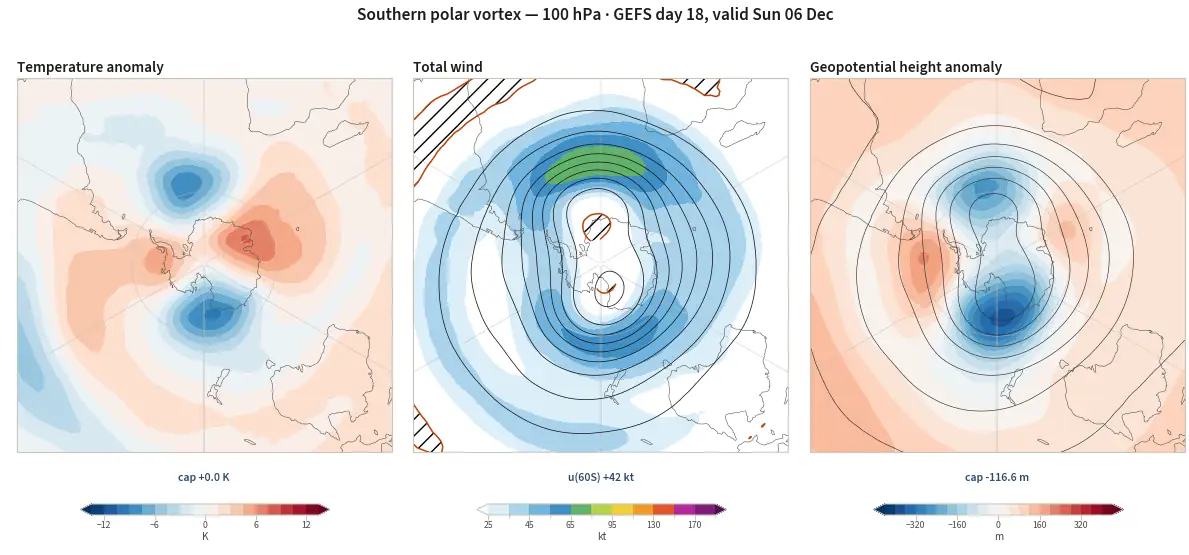 Southern polar vortex — 100 hPa · GEFS day 18, valid Sun 06 Dec
Temperature anomaly
Total wind
Geopotential height anomaly
cap +0.0 K
u(60S) +42 kt
cap -116.6 m
−12 −6 0 6 12
K
25 45 65 95 130 170
kt
−320 −160 0 160 320
m